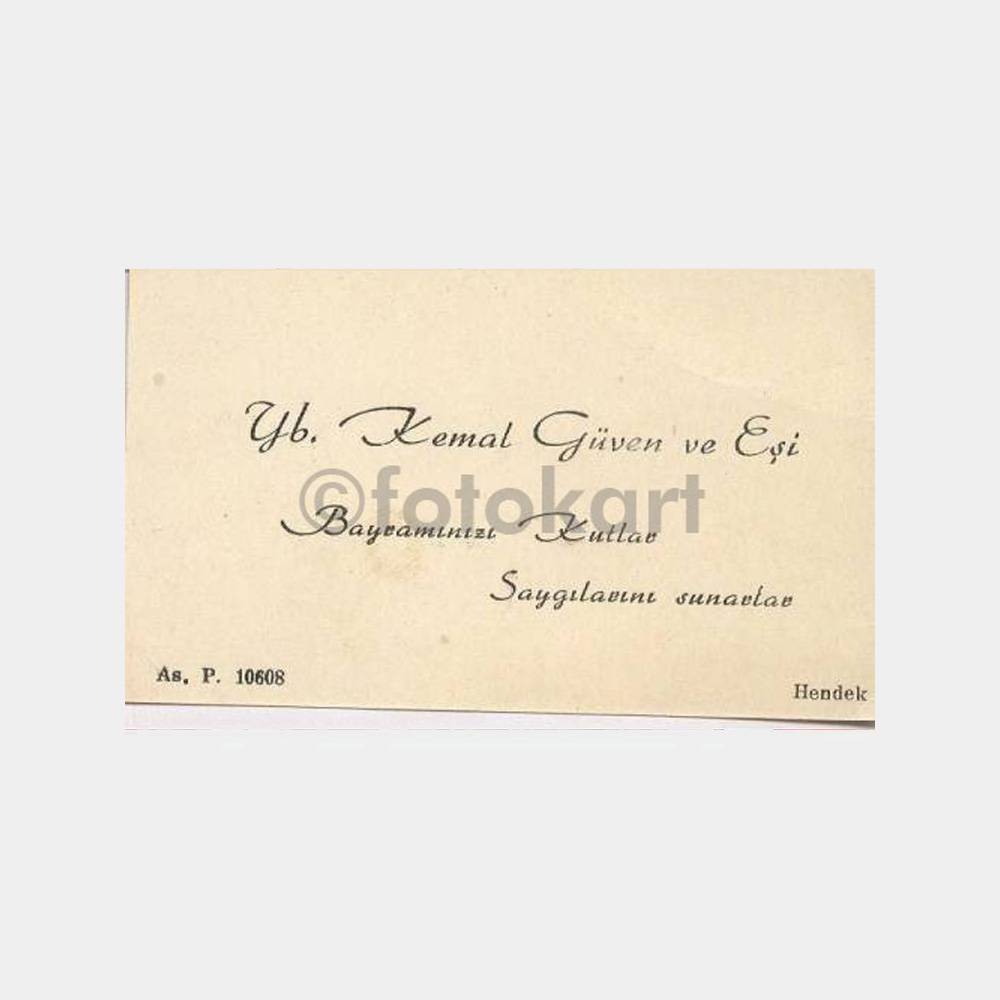 Yb. Kemal Güven ve Eşi
©fotokart
Bayramınızı Kutlar
Saygılarını sunarlar
As. P. 10608
Hendek